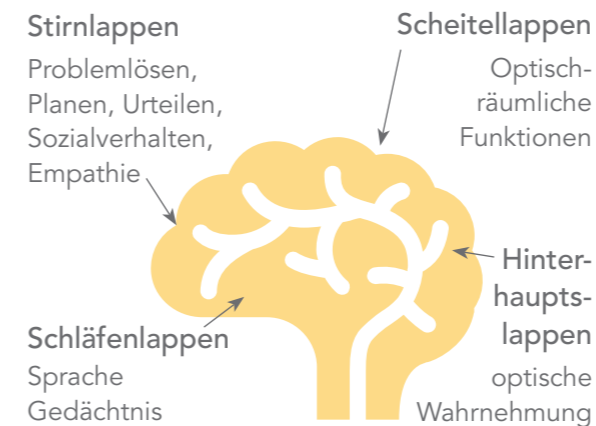 Stirnlappen
Problemlösen,
Planen, Urteilen,
Sozialverhalten,
Empathie
Scheitellappen
Optisch-
räumliche
Funktionen
Schläfenlappen
Sprache
Gedächtnis
Hinter-
haupts-
lappen
optische
Wahrnehmung